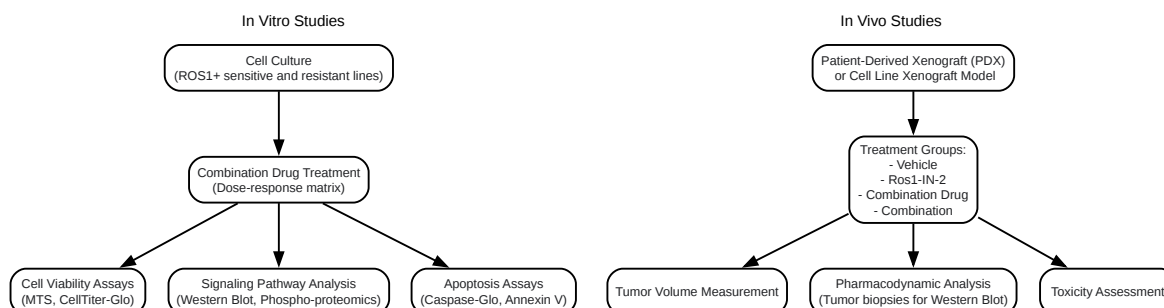 In Vitro Studies
Cell Culture
(ROS1+ sensitive and resistant lines)
Combination Drug Treatment
(Dose-response matrix)
Cell Viability Assays
(MTS, CellTiter-Glo)
Signaling Pathway Analysis
(Western Blot, Phospho-proteomics)
Apoptosis Assays
(Caspase-Glo, Annexin V)
In Vivo Studies
Patient-Derived Xenograft (PDX)
or Cell Line Xenograft Model
Treatment Groups:
- Vehicle
- Ros1-IN-2
- Combination Drug
- Combination
Tumor Volume Measurement
Pharmacodynamic Analysis
(Tumor biopsies for Western Blot)
Toxicity Assessment